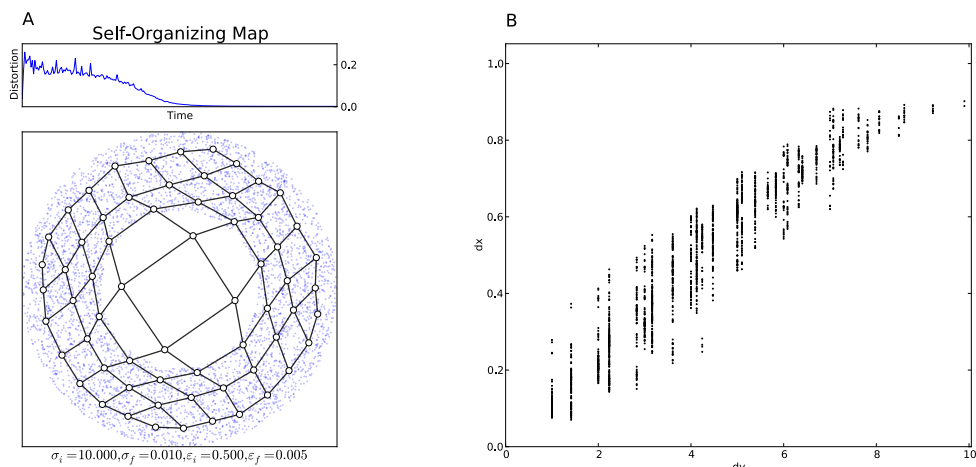 A
Self-Organizing Map
Distortion
0.2
0.0
Time
σi =10.000,σf =0.010,εi =0.500,εf =0.005
B
dx
1.0
0.8
0.6
0.4
0.2
0.0
0 2 4 6 8 10
dy